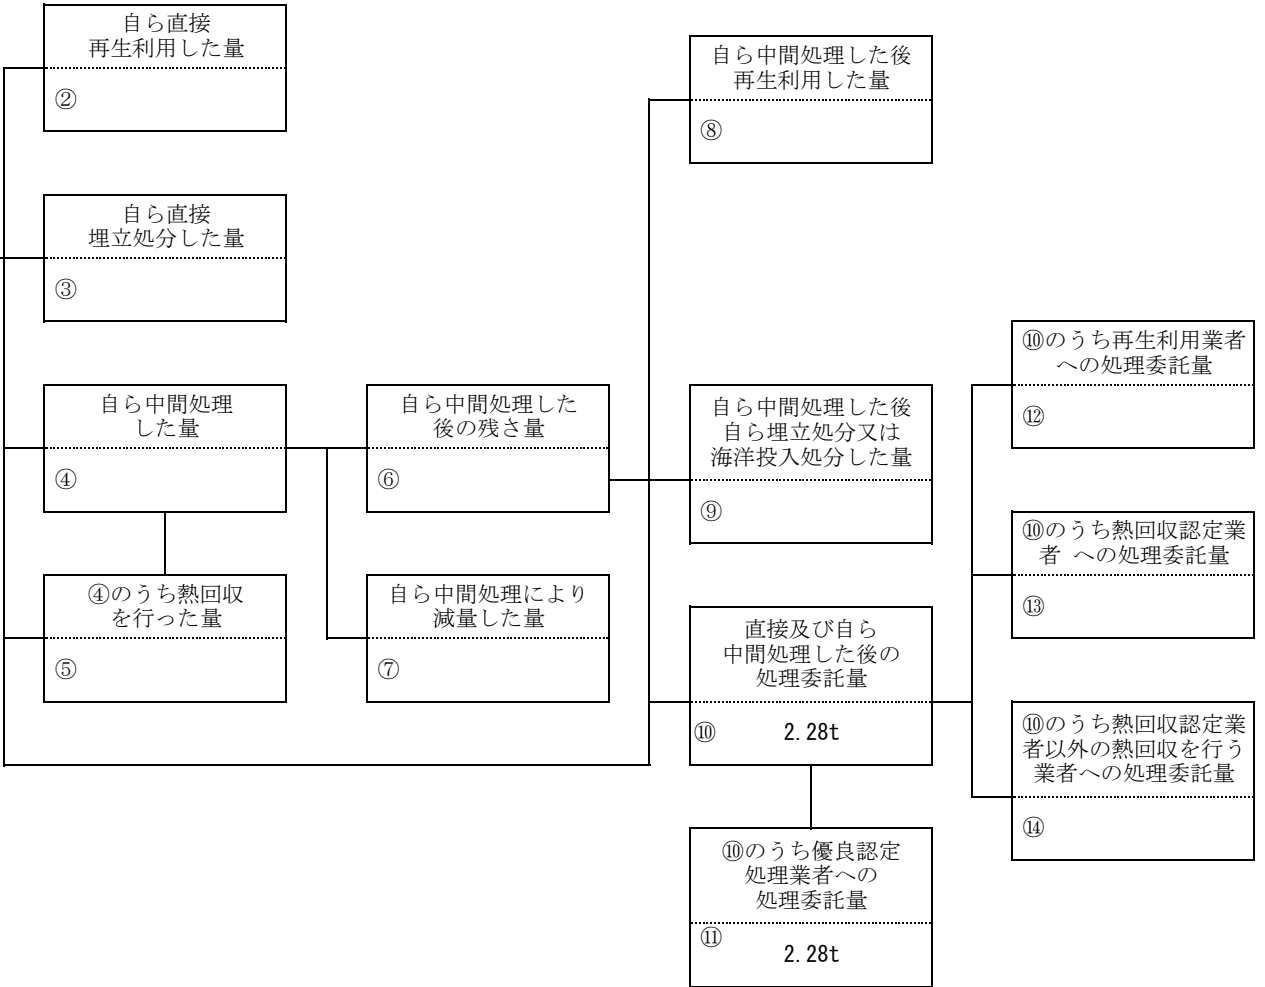 自ら直接
再生利用した量
②
自ら中間処理した後
再生利用した量
⑧
自ら直接
埋立処分した量
③
自ら中間処理
した量
④
自ら中間処理した
後の残さ量
⑥
自ら中間処理した後
自ら埋立処分又は
海洋投入処分した量
⑨
⑩のうち再生利用業者
への処理委託量
⑫
④のうち熱回収
を行った量
⑤
自ら中間処理により
減量した量
⑦
直接及び自ら
中間処理した後の
処理委託量
⑩ 2.28t
⑩のうち熱回収認定業
者 への処理委託量
⑬
⑩のうち熱回収認定業
者以外の熱回収を行う
業者への処理委託量
⑭
⑩のうち優良認定
処理業者への
処理委託量
⑪
2.28t